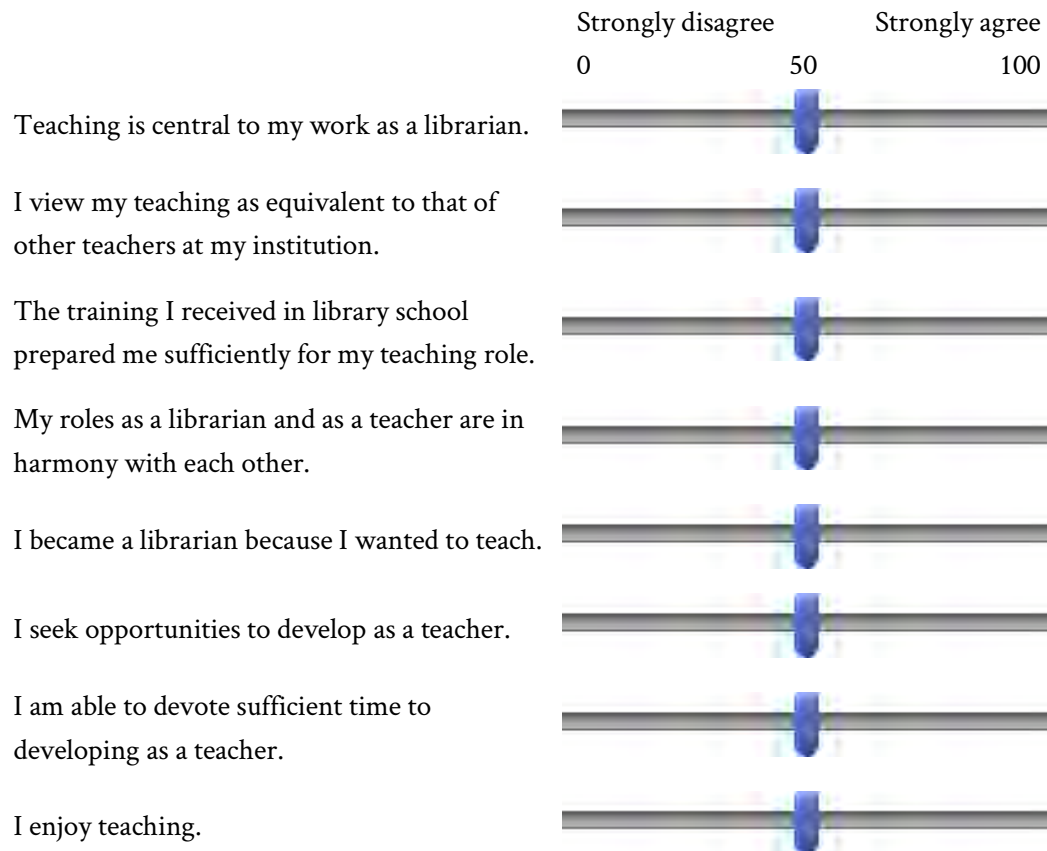 Strongly disagree Strongly agree
0 50 100
Teaching is central to my work as a librarian.
I view my teaching as equivalent to that of
other teachers at my institution.
The training I received in library school
prepared me sufficiently for my teaching role.
My roles as a librarian and as a teacher are in
harmony with each other.
I became a librarian because I wanted to teach.
I seek opportunities to develop as a teacher.
I am able to devote sufficient time to
developing as a teacher.
I enjoy teaching.